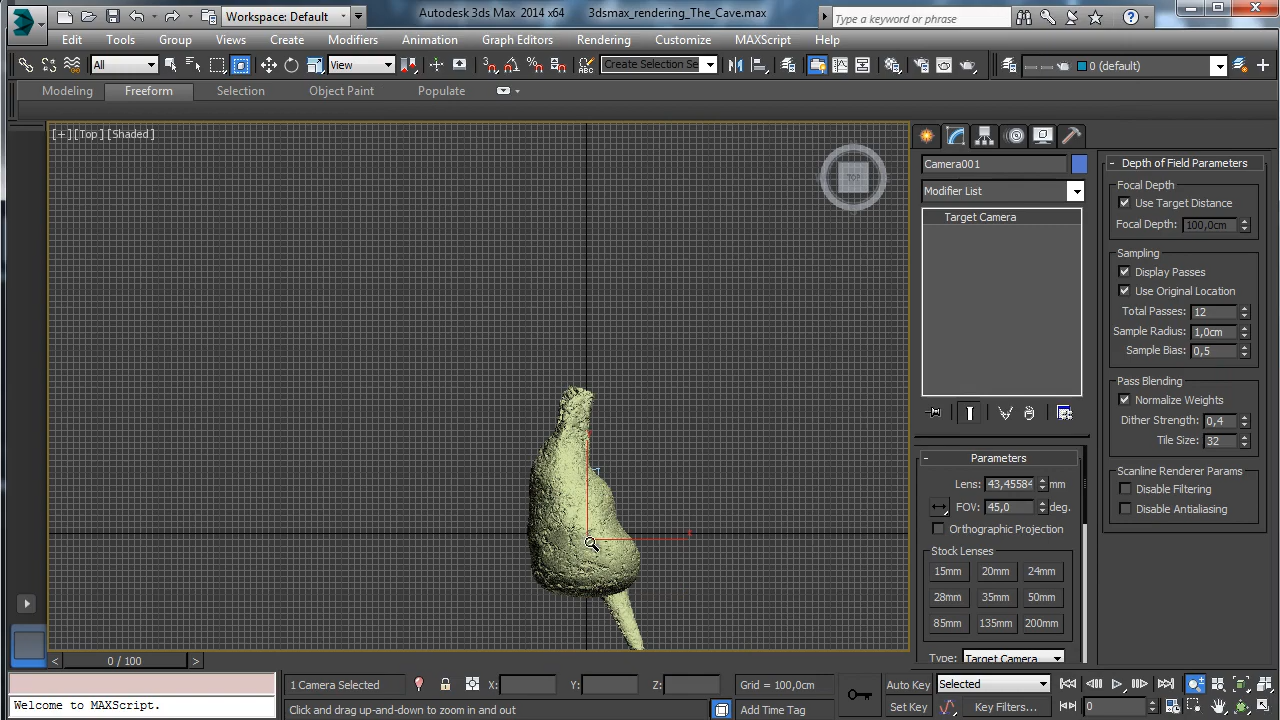 Workspace: Default
Autodesk 3ds Max 2014 x64
3dsmax_rendering_The_Cave.max
Type a keyword or phrase
Edit Tools Group Views Create Modifiers Animation Graph Editors Rendering Customize MAXScript Help
All
View
Create Selection Se
0 (default)
Modeling Freeform Selection Object Paint Populate
[+][Top][Shaded]
TOP
Camera001
Modifier List
Target Camera
- Parameters
Lens: 43,45584 mm
FOV: 45,0 deg.
Orthographic Projection
Stock Lenses
15mm 20mm 24mm
28mm 35mm 50mm
85mm 135mm 200mm
Type: Target Camera
- Depth of Field Parameters
Focal Depth
Use Target Distance
Focal Depth: 100,0cm
Sampling
Display Passes
Use Original Location
Total Passes: 12
Sample Radius: 1,0cm
Sample Bias: 0,5
Pass Blending
Normalize Weights
Dither Strength: 0,4
Tile Size: 32
Scanline Renderer Params
Disable Filtering
Disable Antialiasing
< 0 / 100 >
1 Camera Selected
X: Y: Z:
Grid = 100,0cm
Auto Key Selected
Welcome to MAXScript.
Click and drag up-and-down to zoom in and out
Add Time Tag
Set Key Key Filters...
0